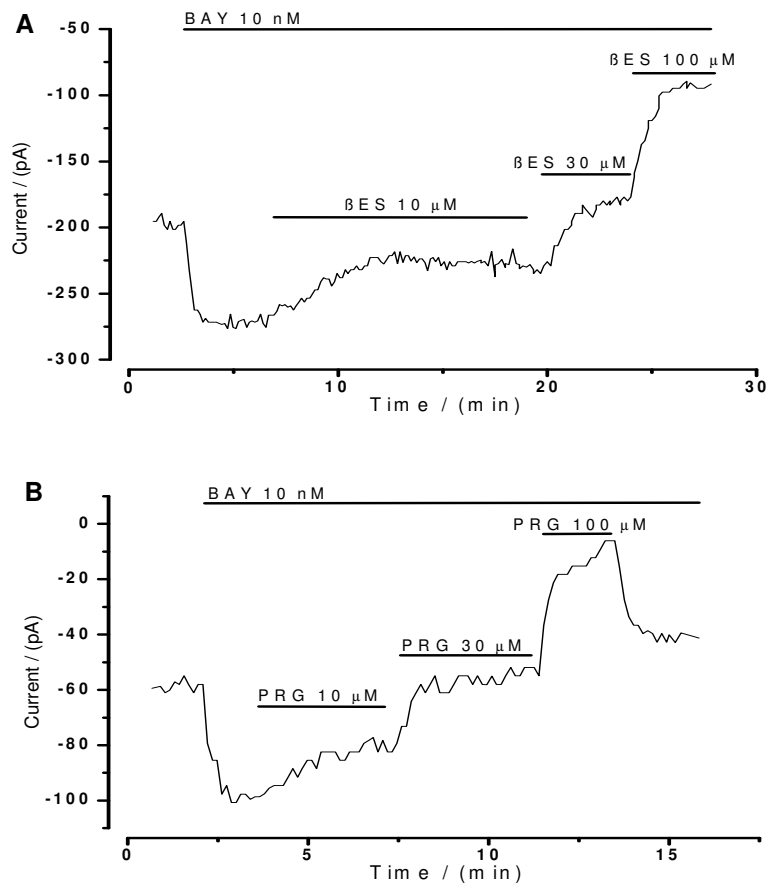 A
BAY 10 nM
-50
ßES 100 µM
-100
-150
ßES 30 µM
ßES 10 µM
-200
-250
-300
Current / (pA)
0 10 20 30
Time / (min)
B
BAY 10 nM
0
PRG 100 µM
-20
-40
PRG 30 µM
-60
PRG 10 µM
-80
-100
Current / (pA)
0 5 10 15
Time / (min)